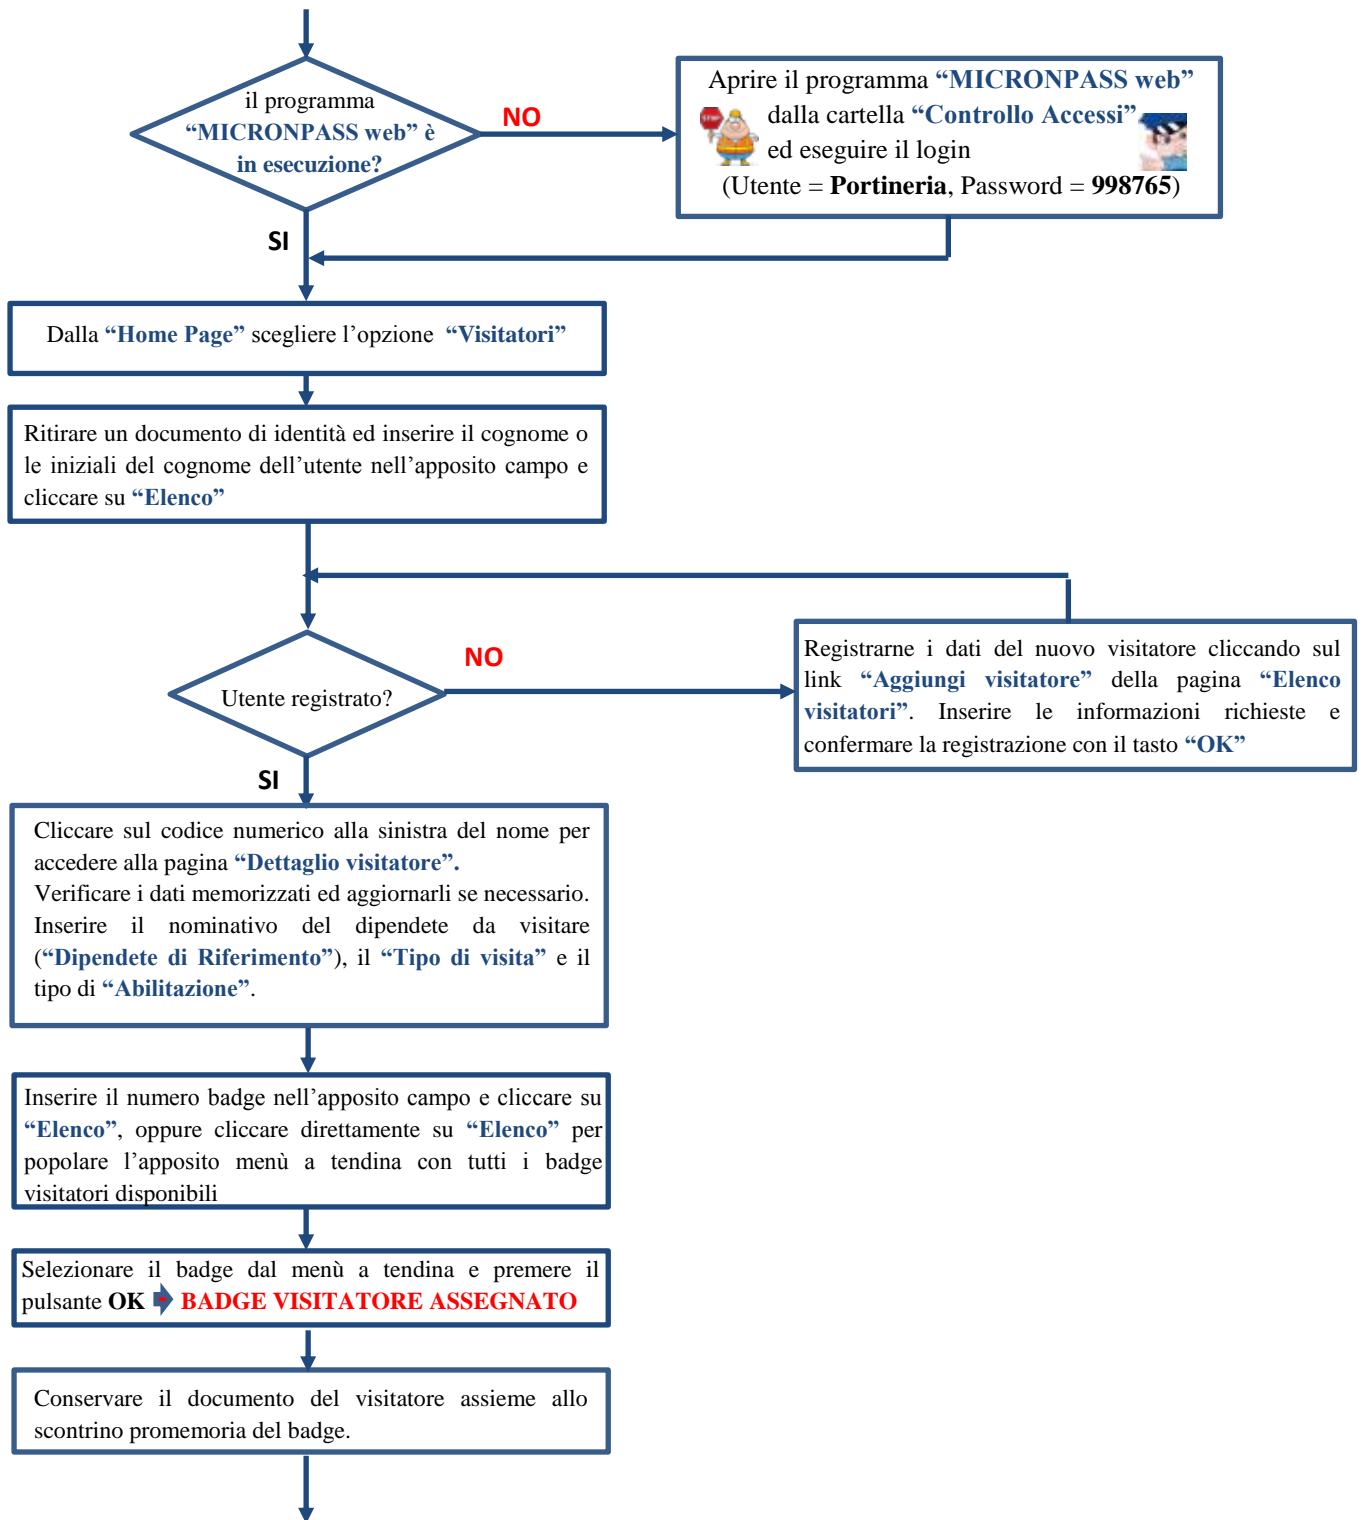 il programma
“MICRONPASS web” è
in esecuzione?
NO
Aprire il programma “MICRONPASS web”
dalla cartella “Controllo Accessi”
ed eseguire il login
(Utente = Portineria, Password = 998765)
STOP
SI
Dalla “Home Page” scegliere l’opzione “Visitatori”
Ritirare un documento di identità ed inserire il cognome o
le iniziali del cognome dell’utente nell’apposito campo e
cliccare su “Elenco”
Utente registrato?
NO
Registrarne i dati del nuovo visitatore cliccando sul
link “Aggiungi visitatore” della pagina “Elenco
visitatori”. Inserire le informazioni richieste e
confermare la registrazione con il tasto “OK”
SI
Cliccare sul codice numerico alla sinistra del nome per
accedere alla pagina “Dettaglio visitatore”.
Verificare i dati memorizzati ed aggiornarli se necessario.
Inserire il nominativo del dipendete da visitare
(“Dipendete di Riferimento”), il “Tipo di visita” e il
tipo di “Abilitazione”.
Inserire il numero badge nell’apposito campo e cliccare su
“Elenco”, oppure cliccare direttamente su “Elenco” per
popolare l’apposito menù a tendina con tutti i badge
visitatori disponibili
Selezionare il badge dal menù a tendina e premere il
pulsante OK BADGE VISITATORE ASSEGNATO
Conservare il documento del visitatore assieme allo
scontrino promemoria del badge.